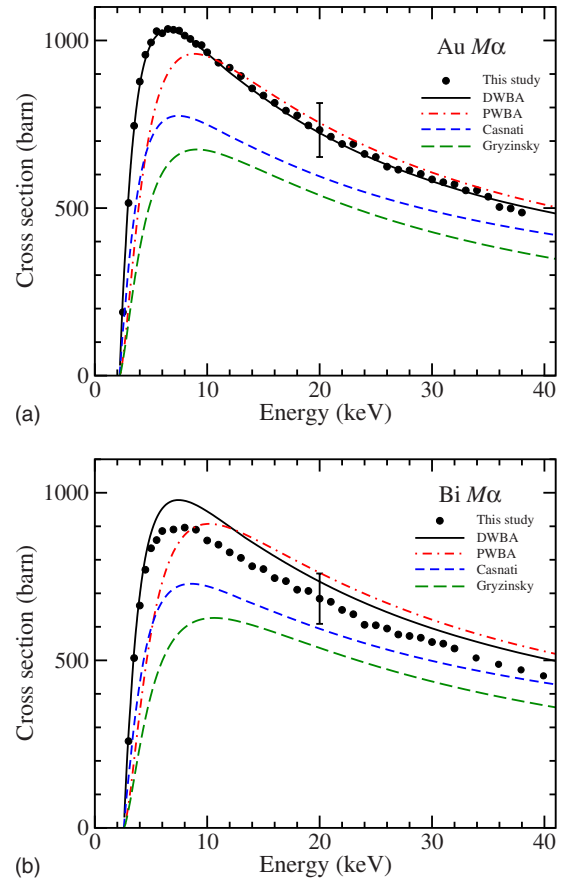 Au Mα
This study
DWBA
PWBA
Casnati
Gryzinsky
1000
500
0
Cross section (barn)
0 10 20 30 40
Energy (keV)
(a)
Bi Mα
This study
DWBA
PWBA
Casnati
Gryzinsky
1000
500
0
Cross section (barn)
0 10 20 30 40
Energy (keV)
(b)